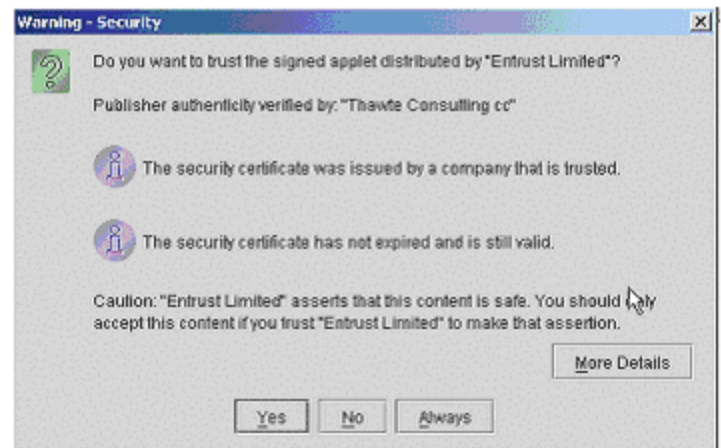 Warning - Security
Do you want to trust the signed applet distributed by "Entrust Limited"?
Publisher authenticity verified by: "Thawte Consulting cc"
The security certificate was issued by a company that is trusted.
The security certificate has not expired and is still valid.
Caution: "Entrust Limited" asserts that this content is safe. You should only
accept this content if you trust "Entrust Limited" to make that assertion.
More Details
Yes No Always